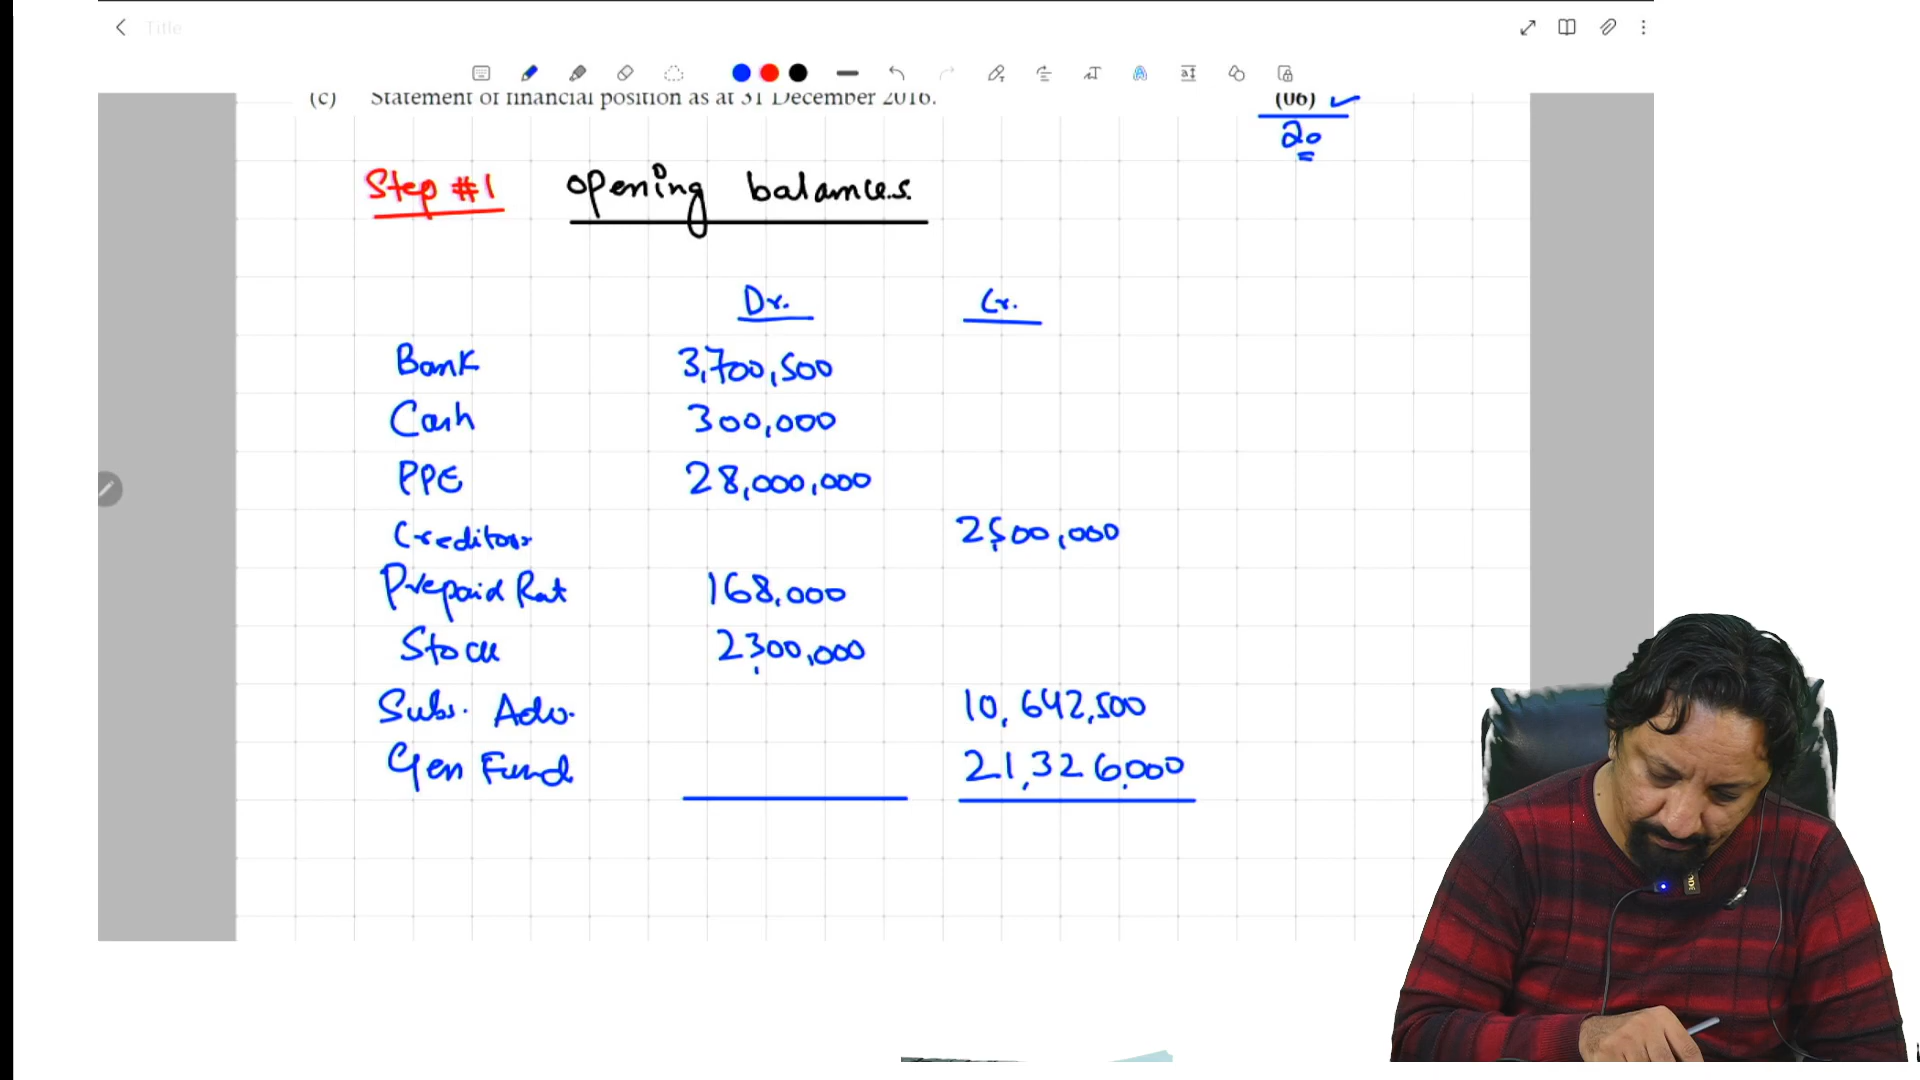 Title
(c) Statement of financial position as at 31 December 2016. (06)
20
Step #1 opening balances.
Dr. Cr.
Bank 3,700,500
Cash 300,000
PPE 28,000,000
Creditors 2,500,000
Prepaid Rat 168,000
Stock 2,300,000
Subs. Adv. 10,642,500
Gen Fund 21,326,000